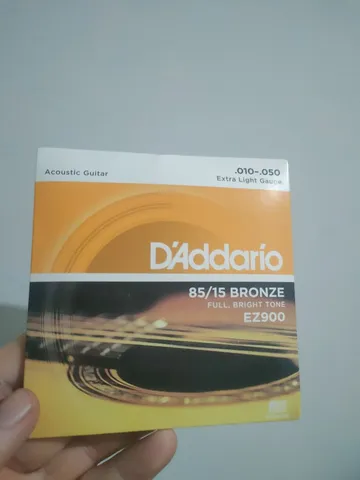 Acoustic Guitar
.010–.050
Extra Light Gauge
D'Addario
85/15 BRONZE
FULL, BRIGHT TONE
EZ900